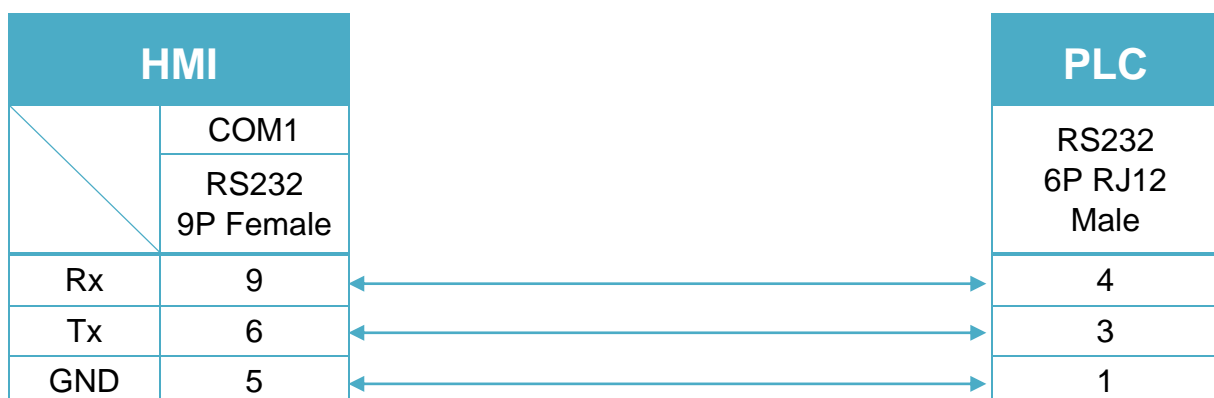 HMI PLC
COM1
RS232
9P Female
RS232
6P RJ12
Male
Rx 9 4
Tx 6 3
GND 5 1